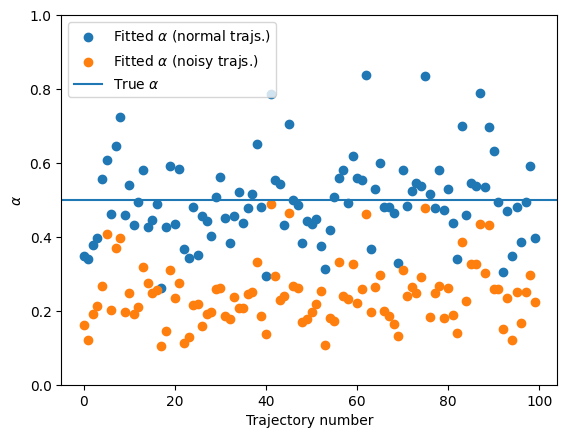 1.0
0.8
0.6
0.4
0.2
0.0
α
Fitted α (normal trajs.)
Fitted α (noisy trajs.)
True α
0 20 40 60 80 100
Trajectory number